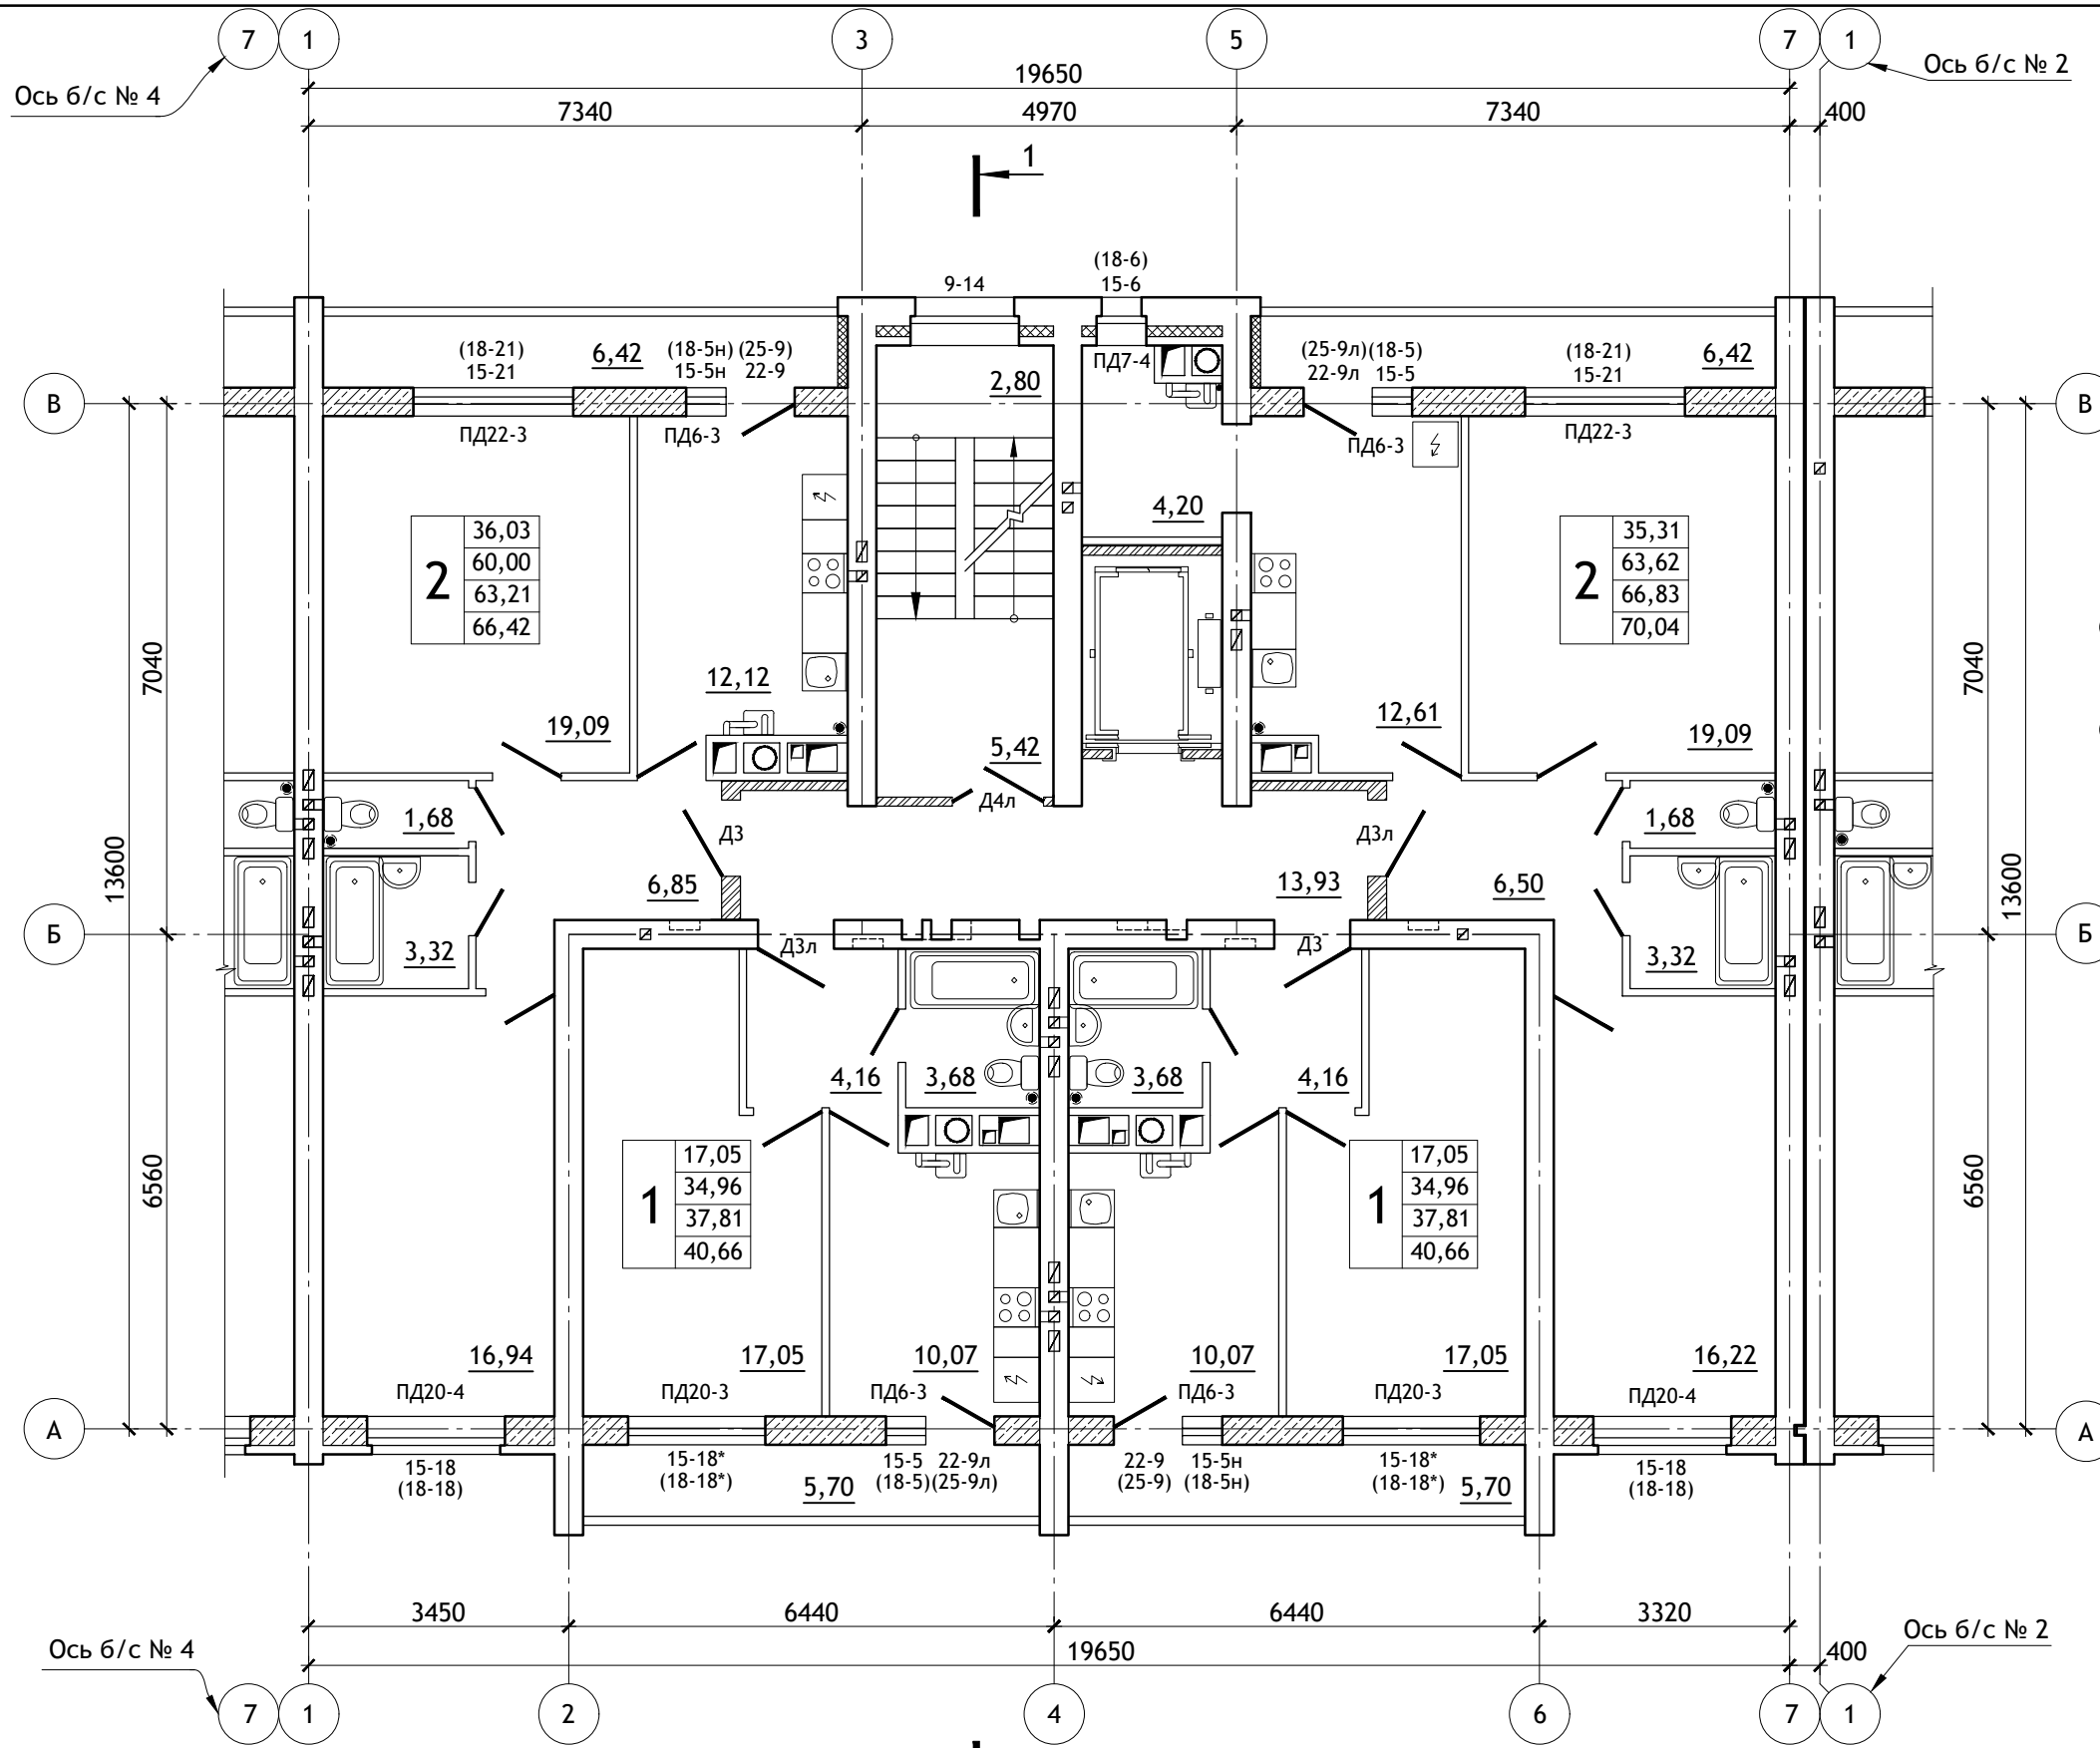 7 1 3 5 7 1
Ось б/с № 4
Ось б/с № 2
19650
7340 4970 7340 400
1
(18-6)
9-14 15-6
(18-21) 6,42 (18-5н) (25-9)
15-21 15-5н 22-9
2,80
ПД7-4
(25-9л) (18-5) (18-21) 6,42
22-9л 15-5 15-21
В В
ПД22-3 ПД6-3 ПД6-3 ПД22-3
4,20
2
36,03
60,00
63,21
66,42
2
35,31
63,62
66,83
70,04
7040 7040
12,12 12,61
19,09 5,42 19,09
Д4л
1,68 Д3 Д3л 1,68
13600 13600
6,85 13,93 6,50
Б Б
3,32 Д3л Д3 3,32
4,16 3,68 3,68 4,16
1
17,05
34,96
37,81
40,66
1
17,05
34,96
37,81
40,66
6560 6560
16,94 17,05 10,07 10,07 17,05 16,22
ПД20-4 ПД20-3 ПД6-3 ПД6-3 ПД20-3 ПД20-4
А А
15-18 15-18* 15-5 22-9л 22-9 15-5н 15-18* 15-18
(18-18) (18-18*) 5,70 (18-5) (25-9л) (25-9) (18-5н) (18-18*) 5,70 (18-18)
3450 6440 6440 3320
Ось б/с № 4
19650 400
Ось б/с № 2
7 1 2 4 6 7 1